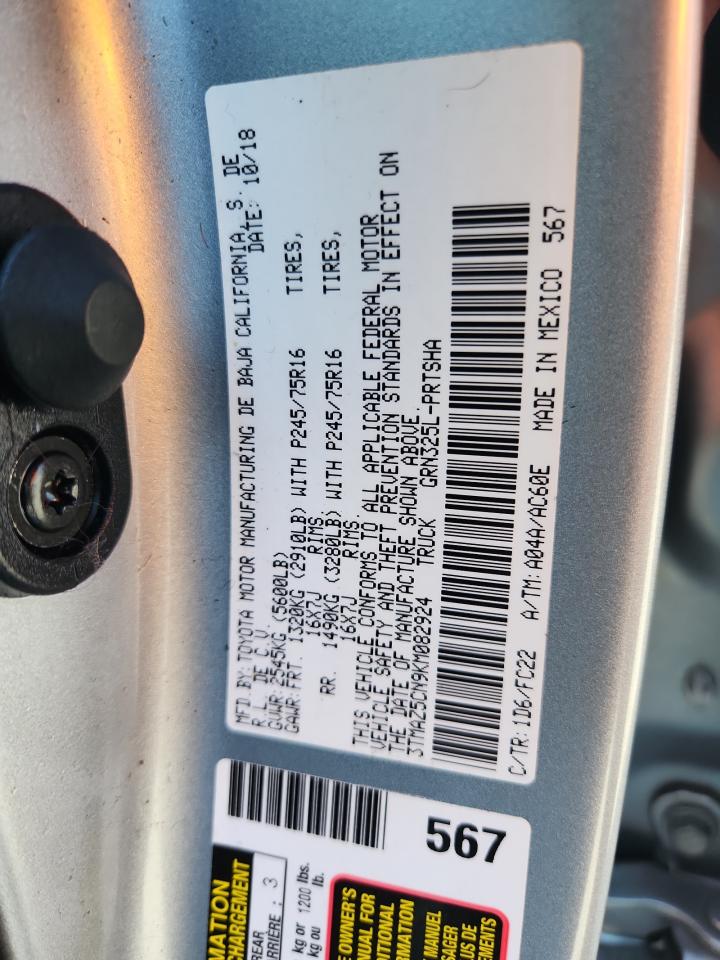 MFD BY: TOYOTA MOTOR MANUFACTURING DE BAJA CALIFORNIA, S. DE
R L. DE C.V. DATE: 10/18
GVWR: 2545KG (5600LB)
GAWR: FRT. 1320KG (2910LB) WITH P245/75R16 TIRES,
16X7J RIMS
RR. 1490KG (3280LB) WITH P245/75R16 TIRES,
16X7J RIMS
THIS VEHICLE CONFORMS TO ALL APPLICABLE FEDERAL MOTOR
VEHICLE SAFETY AND THEFT PREVENTION STANDARDS IN EFFECT ON
THE DATE OF MANUFACTURE SHOWN ABOVE.
3TMAZ5CN9KM082924 TRUCK GRN325L-PRTSHA
C/TR: 1D6/FC22 A/TM: A04A/AC60E MADE IN MEXICO 567
567
MATION
CHARGEMENT
REAR
ARRIÈRE : 3
kg or 1200 lbs.
kg ou lb.
E OWNER'S
NUAL FOR
DITIONAL
RMATION
E MANUEL
SAGER
LUS DE
NEMENTS